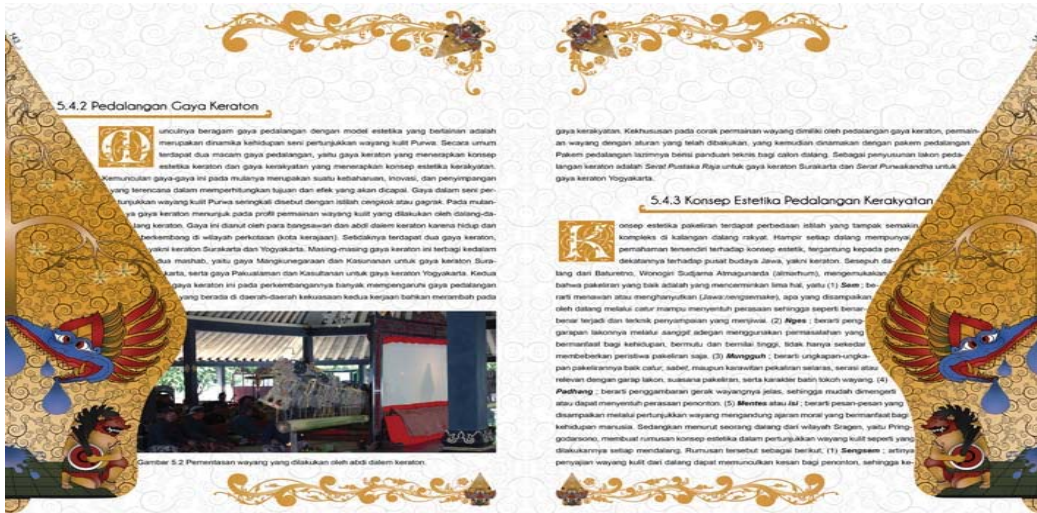 5.4.2 Pedalangan Gaya Keraton
unculnya beragam gaya pedalangan dengan model estetika yang berlainan adalah
merupakan dinamika dalam seni pertunjukkan wayang kulit Purwa. Secara umum
terdapat dua macam gaya pedalangan, yaitu gaya keraton yang menerapkan konsep
estetika keraton dan gaya kerakyatan yang menerapkan konsep estetika kerakyatan.
Kemunculan gaya-gaya ini pada mulanya merupakan suatu kebaharuan, inovasi, dan penyimpangan
yang terencana dalam memperhitungkan tujuan dan efek yang akan dicapai. Gaya dalam seni per-
tunjukkan wayang kulit Purwa seringkali disebut dengan istilah cengkok atau gagrak. Pada mulan-
ya gaya keraton menunjuk pada profil permainan wayang kulit yang dilakukan oleh dalang-da-
lang keraton. Gaya ini dianut oleh para bangsawan dan abdi dalem keraton karena hidup dan
berkembang di wilayah perkotaan (kota kerajaan). Setidaknya terdapat dua gaya keraton,
yakni keraton Surakarta dan Yogyakarta. Masing-masing gaya keraton ini terbagi kedalam
dua mashab, yaitu gaya Mangkunegaraan dan Kasunanan untuk gaya keraton Sura-
karta, serta gaya Pakualaman dan Kasultanan untuk gaya keraton Yogyakarta. Kedua
gaya keraton ini pada perkembangannya banyak mempengaruhi gaya pedalangan
yang berada di daerah-daerah kekuasaan kedua kerjaan bahkan merambah pada
Gambar 5.2 Pementasan wayang yang dilakukan oleh abdi dalem keraton.
gaya kerakyatan. Kekhususan pada corak permainan wayang dimiliki oleh pedalangan gaya keraton, permain-
an wayang dengan aturan yang telah dibakukan, yang kemudian dinamakan dengan pakem pedalangan.
Pakem pedalangan lazimnya berisi panduan teknis bagi calon dalang. Sebagai penyusunan lakon peda-
langan keraton adalah Serat Pustaka Raja untuk gaya keraton Surakarta dan Serat Purwakandha untuk
gaya keraton Yogyakarta.
5.4.3 Konsep Estetika Pedalangan Kerakyatan
K
onsep estetika pakeliran terdapat perbedaan istilah yang tampak semakin
kompleks di kalangan dalang rakyat. Hampir setiap dalang mempunyai
pemahaman tersendiri terhadap konsep estetik, tergantung kepada pen-
dekatannya terhadap pusat budaya Jawa, yakni keraton. Sesepuh da-
lang dari Baturetno, Wonogiri Sudjarna Atmagunarda (almarhum), mengemukakan
bahwa pakeliran yang baik adalah yang mencerminkan lima hal, yaitu (1) Sem ; be-
rarti menawan atau menghanyutkan (Jawa:nengsemake), apa yang disampaikan
oleh dalang melalui catur mampu menyentuh perasaan sehingga seperti benar-
benar terjadi dan terknik penyampaian yang menjiwai. (2) Nges ; berarti peng-
garapan lakonnya melalui sanggit adegan menggunakan permasalahan yang
bermanfaat bagi kehidupan, bermutu dan bernilai tinggi, tidak hanya sekedar
membeberkan peristiwa pakeliran saja. (3) Mungguh ; berarti ungkapan-ungka-
pan pakelirannya baik catur, sabet, maupun karawitan pakeliran selaras, serasi atau
relevan dengan garap lakon, suasana pakeliran, serta karakter batin tokoh wayang. (4)
Padhang ; berarti penggambaran gerak wayangnya jelas, sehingga mudah dimengerti
atau dapat menyentuh perasaan penonton. (5) Mentes atau Isi ; berarti pesan-pesan yang
disampaikan melalui pertunjukkan wayang mengandung ajaran moral yang bermanfaat bagi
kehidupan manusia. Sedangkan menurut seorang dalang dari wilayah Sragen, yaitu Pring-
godarsono, membuat rumusan konsep estetika dalam pertunjukkan wayang kulit seperti yang
dilakukannya setiap mendalang. Rumusan tersebut sebagai berikut, (1) Sengsem ; artinya
penyajian wayang kulit dari dalang dapat memunculkan kesan bagi penonton, sehingga ke-